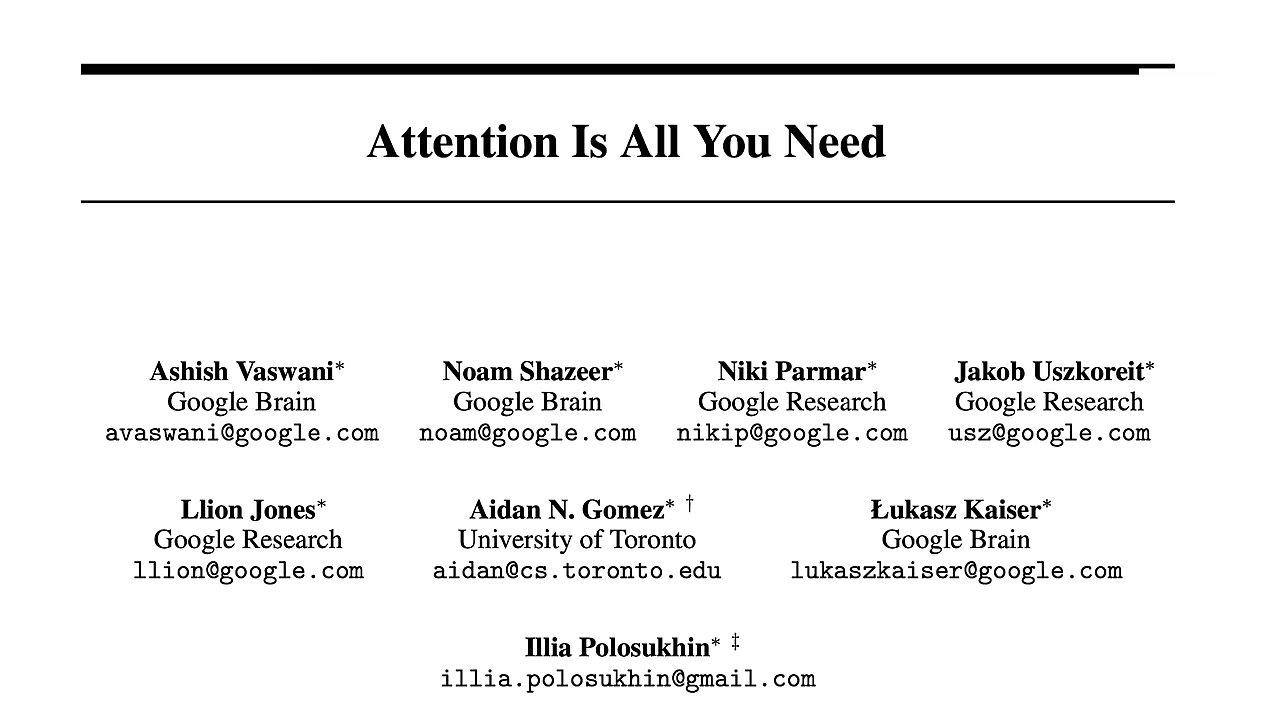 Attention Is All You Need
Ashish Vaswani* Noam Shazeer* Niki Parmar* Jakob Uszkoreit*
Google Brain Google Brain Google Research Google Research
avaswani@google.com noam@google.com nikip@google.com usz@google.com
Llion Jones* Aidan N. Gomez* † Łukasz Kaiser*
Google Research University of Toronto Google Brain
llion@google.com aidan@cs.toronto.edu lukaszkaiser@google.com
Illia Polosukhin* ‡
illia.polosukhin@gmail.com